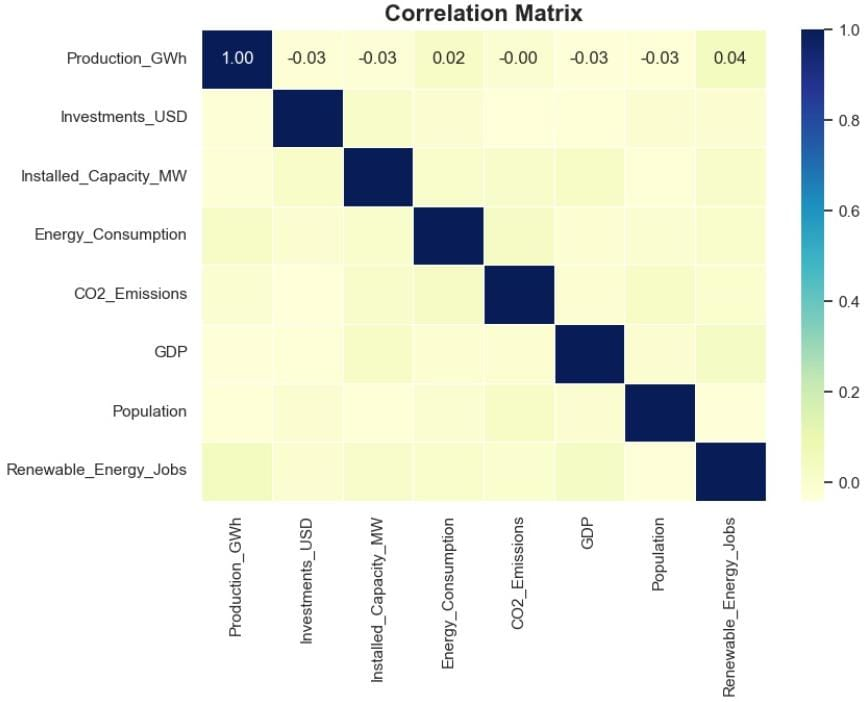 Correlation Matrix
Production_GWh 1.00 -0.03 -0.03 0.02 -0.00 -0.03 -0.03 0.04
Investments_USD
Installed_Capacity_MW
Energy_Consumption
CO2_Emissions
GDP
Population
Renewable_Energy_Jobs
Production_GWh
Investments_USD
Installed_Capacity_MW
Energy_Consumption
CO2_Emissions
GDP
Population
Renewable_Energy_Jobs
1.0
0.8
0.6
0.4
0.2
0.0